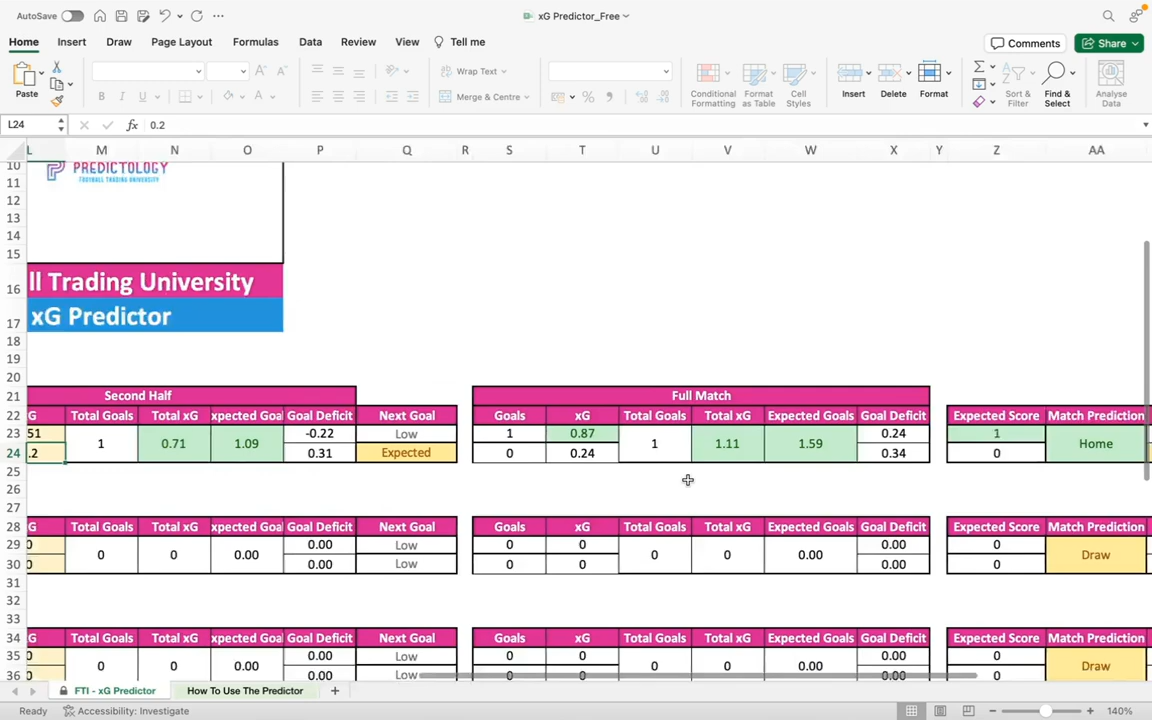 AutoSave
xG Predictor_Free
Home Insert Draw Page Layout Formulas Data Review View Tell me Comments Share
Paste
B I U A
Wrap Text
Merge & Centre
%
Conditional Formatting
Format as Table
Cell Styles
Insert
Delete
Format
Sort & Filter
Find & Select
Analyse Data
L24 fx 0.2
L M N O P Q R S T U V W X Y Z AA
10
PREDICTOLOGY
FOOTBALL TRADING UNIVERSITY
11
12
13
14
15
16 ll Trading University
17 xG Predictor
18
19
20
21 Second Half Full Match
22 G Total Goals Total xG xpected Goal Goal Deficit Next Goal Goals xG Total Goals Total xG Expected Goals Goal Deficit Expected Score Match Prediction
23 51 1 0.71 1.09 -0.22 Low 1 0.87 1 1.11 1.59 0.24 1 Home
24 .2 0.31 Expected 0 0.24 0.34 0
25
26
27
28 G Total Goals Total xG xpected Goal Goal Deficit Next Goal Goals xG Total Goals Total xG Expected Goals Goal Deficit Expected Score Match Prediction
29 0 0 0 0.00 0.00 Low 0 0 0 0 0.00 0.00 0 Draw
30 0 0.00 Low 0 0 0.00 0
31
32
33
34 G Total Goals Total xG xpected Goal Goal Deficit Next Goal Goals xG Total Goals Total xG Expected Goals Goal Deficit Expected Score Match Prediction
35 0 0 0 0.00 0.00 Low 0 0 0 0 0.00 0.00 0 Draw
36 0 0.00 Low 0 0 0.00 0
FTI - xG Predictor How To Use The Predictor
Ready Accessibility: Investigate 140%